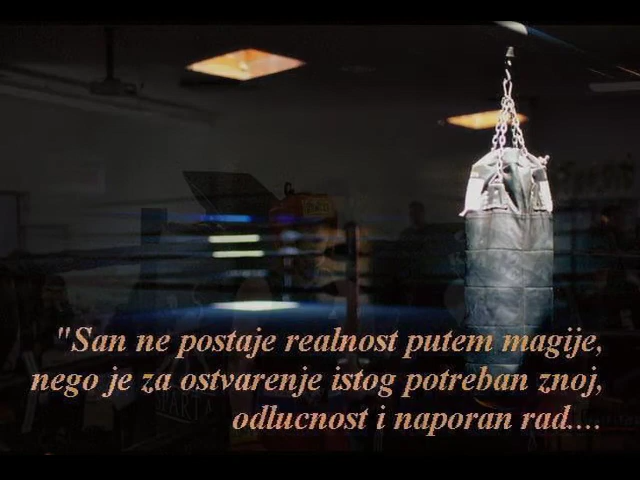 "San ne postaje realnost putem magije,
nego je za ostvarenje istog potreban znoj,
odlucnost i naporan rad....